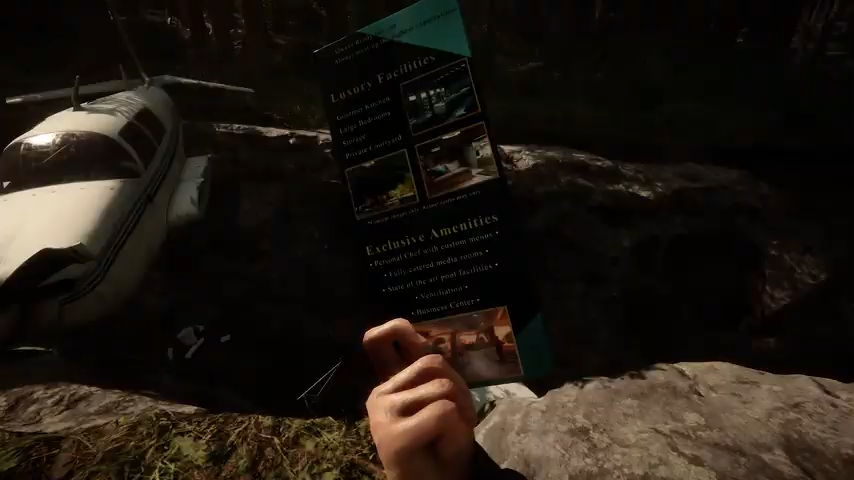 Luxury Facilities
Gourmet Kitchen
Large Bedrooms
Storage
Private Courtyard
Exclusive Amenities
• Personal Chef with custom menus •
• Fully-catered media rooms •
• State of the art pool facilities •
• Ventilation •
• Business Center •